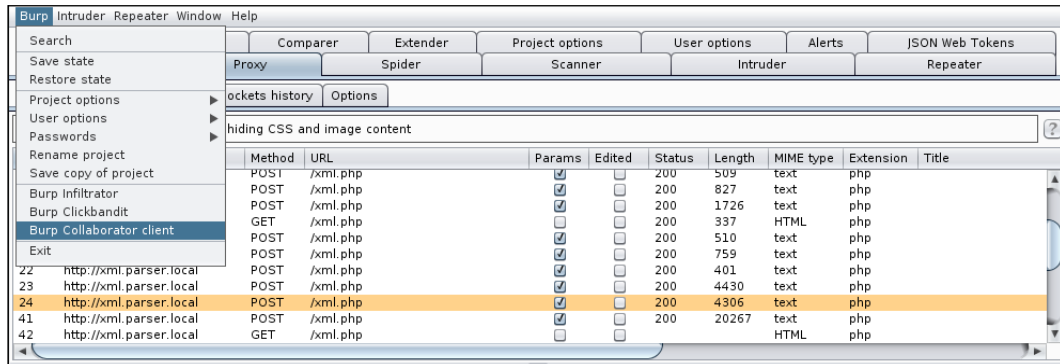 Burp Intruder Repeater Window Help
Search
Comparer Extender Project options User options Alerts JSON Web Tokens
Save state
Proxy Spider Scanner Intruder Repeater
Restore state
Project options
ockets history Options
User options
Passwords
hiding CSS and image content
?
Rename project
Method URL Params Edited Status Length MIME type Extension Title
Save copy of project
POST /xml.php 200 509 text php
Burp Infiltrator
POST /xml.php 200 827 text php
Burp Clickbandit
POST /xml.php 200 1726 text php
GET /xml.php 200 337 HTML php
Burp Collaborator client
POST /xml.php 200 510 text php
Exit
POST /xml.php 200 759 text php
22 http://xml.parser.local POST /xml.php 200 401 text php
23 http://xml.parser.local POST /xml.php 200 4430 text php
24 http://xml.parser.local POST /xml.php 200 4306 text php
41 http://xml.parser.local POST /xml.php 200 20267 text php
42 http://xml.parser.local GET /xml.php HTML php